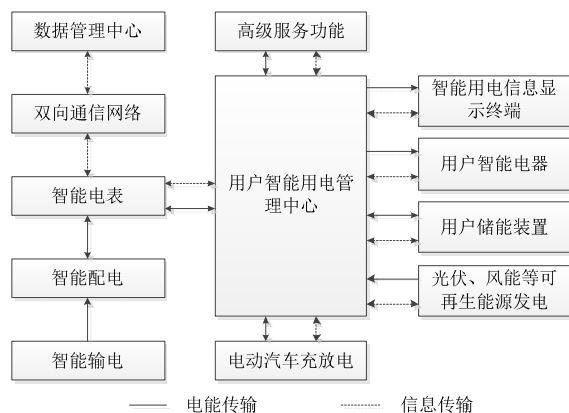 数据管理中心
双向通信网络
智能电表
智能配电
智能输电
高级服务功能
用户智能用电管
理中心
电动汽车充放电
智能用电信息显
示终端
用户智能电器
用户储能装置
光伏、风能等可
再生能源发电
电能传输
信息传输